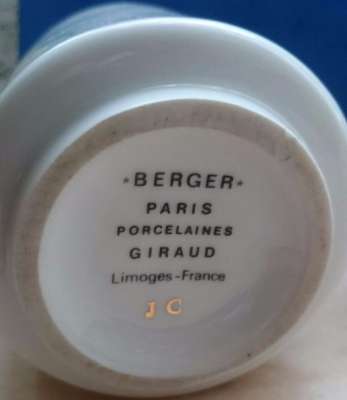 *BERGER*
PARIS
PORCELAINES
GIRAUD
Limoges-France
J C